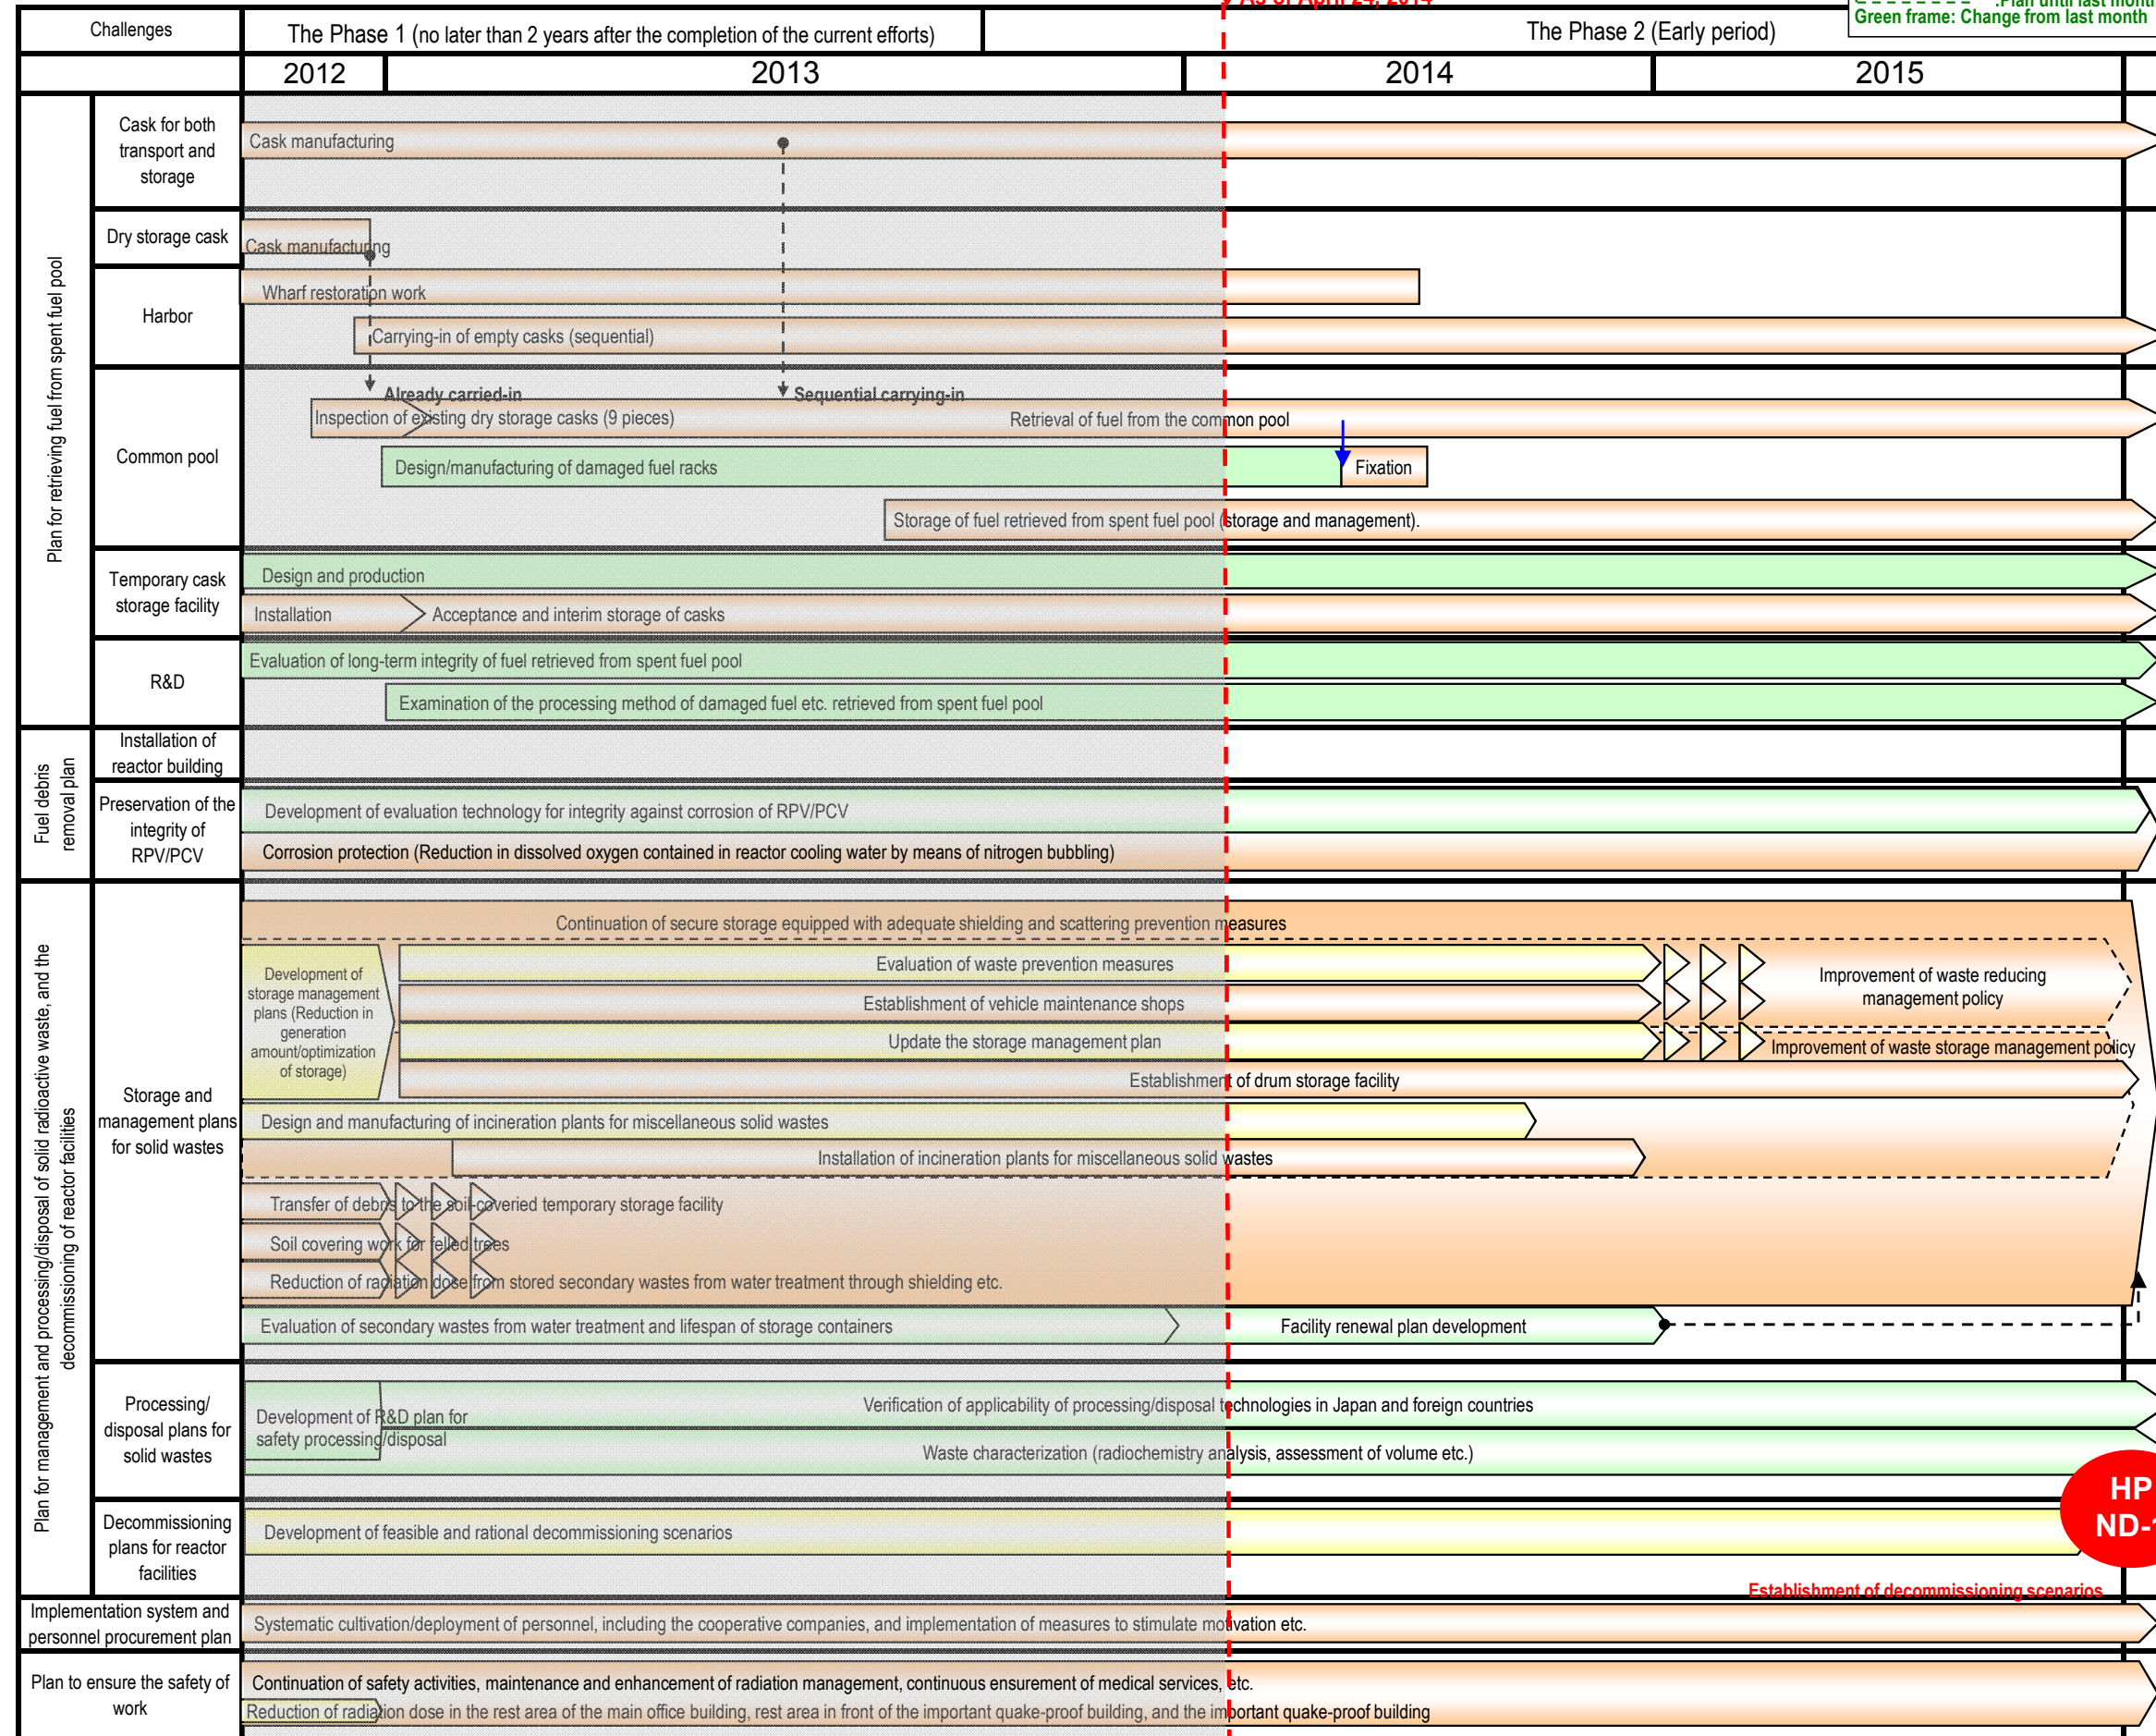 As of April 24, 2014
:Plan until last month
Green frame: Change from last month
Challenges
The Phase 1 (no later than 2 years after the completion of the current efforts)
The Phase 2 (Early period)
2012
2013
2014
2015
Plan for retrieving fuel from spent fuel pool
Cask for both
transport and
storage
Cask manufacturing
Dry storage cask
Cask manufacturing
Harbor
Wharf restoration work
Carrying-in of empty casks (sequential)
Common pool
Already carried-in
Sequential carrying-in
Inspection of existing dry storage casks (9 pieces)
Retrieval of fuel from the common pool
Design/manufacturing of damaged fuel racks
Fixation
Storage of fuel retrieved from spent fuel pool (storage and management).
Temporary cask
storage facility
Design and production
Installation
Acceptance and interim storage of casks
R&D
Evaluation of long-term integrity of fuel retrieved from spent fuel pool
Examination of the processing method of damaged fuel etc. retrieved from spent fuel pool
Fuel debris
removal plan
Installation of
reactor building
Preservation of the
integrity of
RPV/PCV
Development of evaluation technology for integrity against corrosion of RPV/PCV
Corrosion protection (Reduction in dissolved oxygen contained in reactor cooling water by means of nitrogen bubbling)
Plan for management and processing/disposal of solid radioactive waste, and the
decommissioning of reactor facilities
Storage and
management plans
for solid wastes
Continuation of secure storage equipped with adequate shielding and scattering prevention measures
Development of
storage management
plans (Reduction in
generation
amount/optimization
of storage)
Evaluation of waste prevention measures
Establishment of vehicle maintenance shops
Improvement of waste reducing
management policy
Update the storage management plan
Improvement of waste storage management policy
Establishment of drum storage facility
Design and manufacturing of incineration plants for miscellaneous solid wastes
Installation of incineration plants for miscellaneous solid wastes
Transfer of debris to the soil-coveried temporary storage facility
Soil covering work for felled trees
Reduction of radiation dose from stored secondary wastes from water treatment through shielding etc.
Evaluation of secondary wastes from water treatment and lifespan of storage containers
Facility renewal plan development
Processing/
disposal plans for
solid wastes
Development of R&D plan for
safety processing/disposal
Verification of applicability of processing/disposal technologies in Japan and foreign countries
Waste characterization (radiochemistry analysis, assessment of volume etc.)
HP
ND-1
Decommissioning
plans for reactor
facilities
Development of feasible and rational decommissioning scenarios
Establishment of decommissioning scenarios
Implementation system and
personnel procurement plan
Systematic cultivation/deployment of personnel, including the cooperative companies, and implementation of measures to stimulate motivation etc.
Plan to ensure the safety of
work
Continuation of safety activities, maintenance and enhancement of radiation management, continuous ensurement of medical services, etc.
Reduction of radiation dose in the rest area of the main office building, rest area in front of the important quake-proof building, and the important quake-proof building